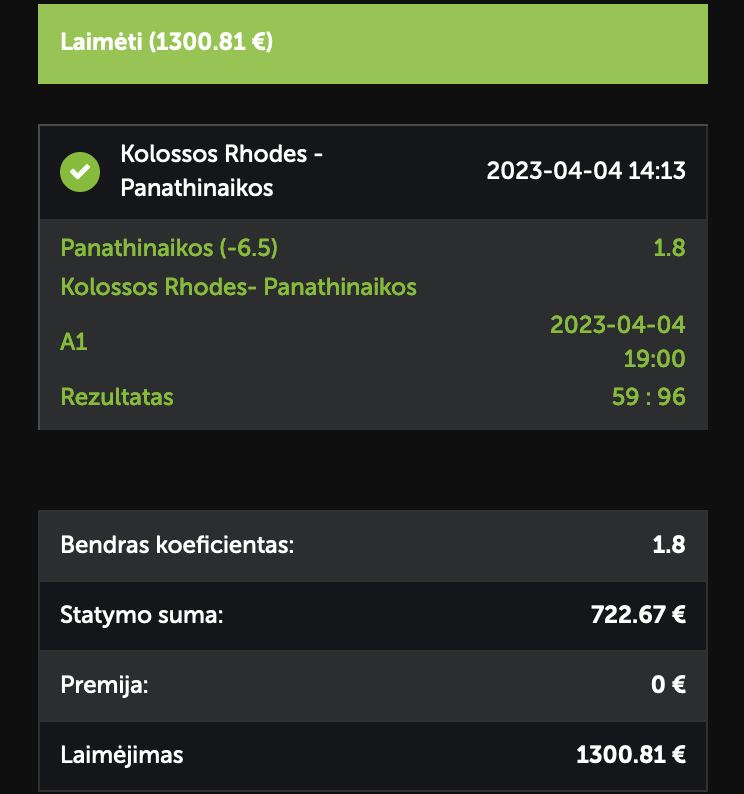 Laimėti (1300.81 €)
Kolossos Rhodes -
Panathinaikos
2023-04-04 14:13
Panathinaikos (-6.5) 1.8
Kolossos Rhodes- Panathinaikos
A1
2023-04-04
19:00
Rezultatas 59 : 96
Bendras koeficientas: 1.8
Statymo suma: 722.67 €
Premija: 0 €
Laimėjimas 1300.81 €